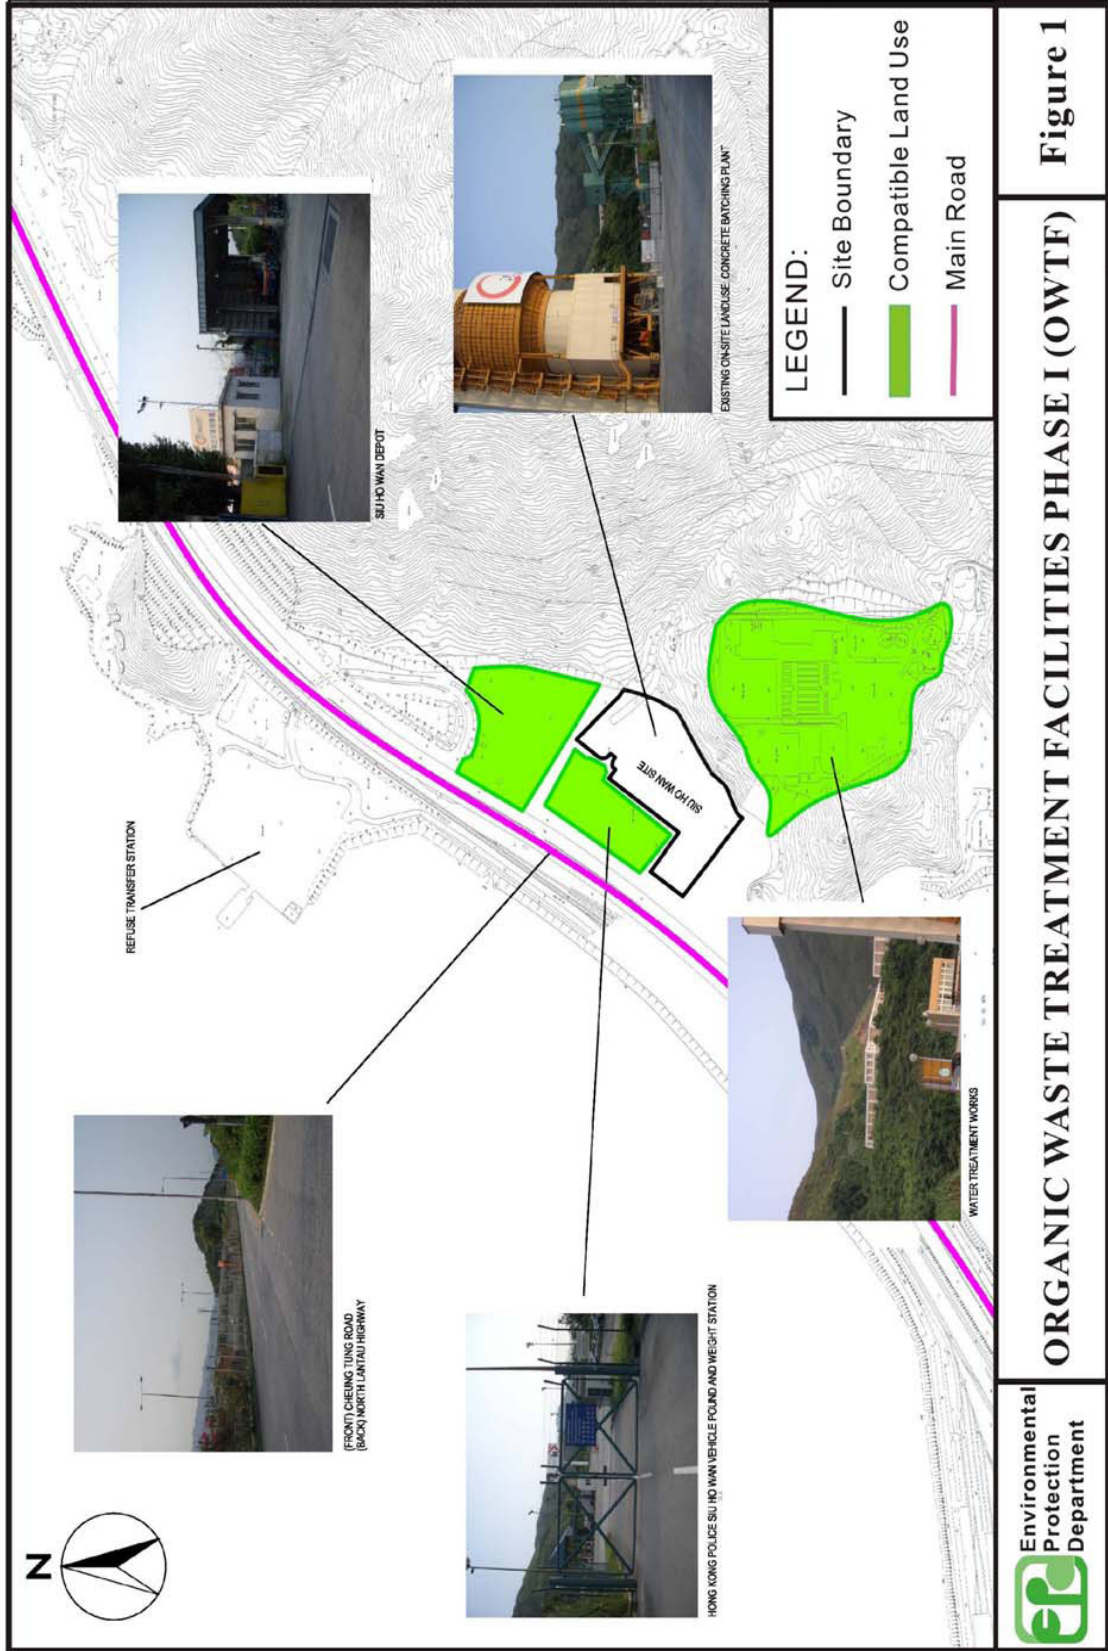 N
REFUSE TRANSFER STATION
SIU HO WAN DEPOT
(FRONT) CHEUNG TUNG ROAD
(BACK) NORTH LANTAU HIGHWAY
EXISTING ON-SITE LANDUSE: CONCRETE BATCHING PLANT
SIU HO WAN SITE
HONG KONG POLICE SIU HO WAN VEHICLE POUND AND WEIGHT STATION
WATER TREATMENT WORKS
LEGEND:
Site Boundary
Compatible Land Use
Main Road
Environmental
Protection
Department
ORGANIC WASTE TREATMENT FACILITIES PHASE I (OWTF)
Figure 1